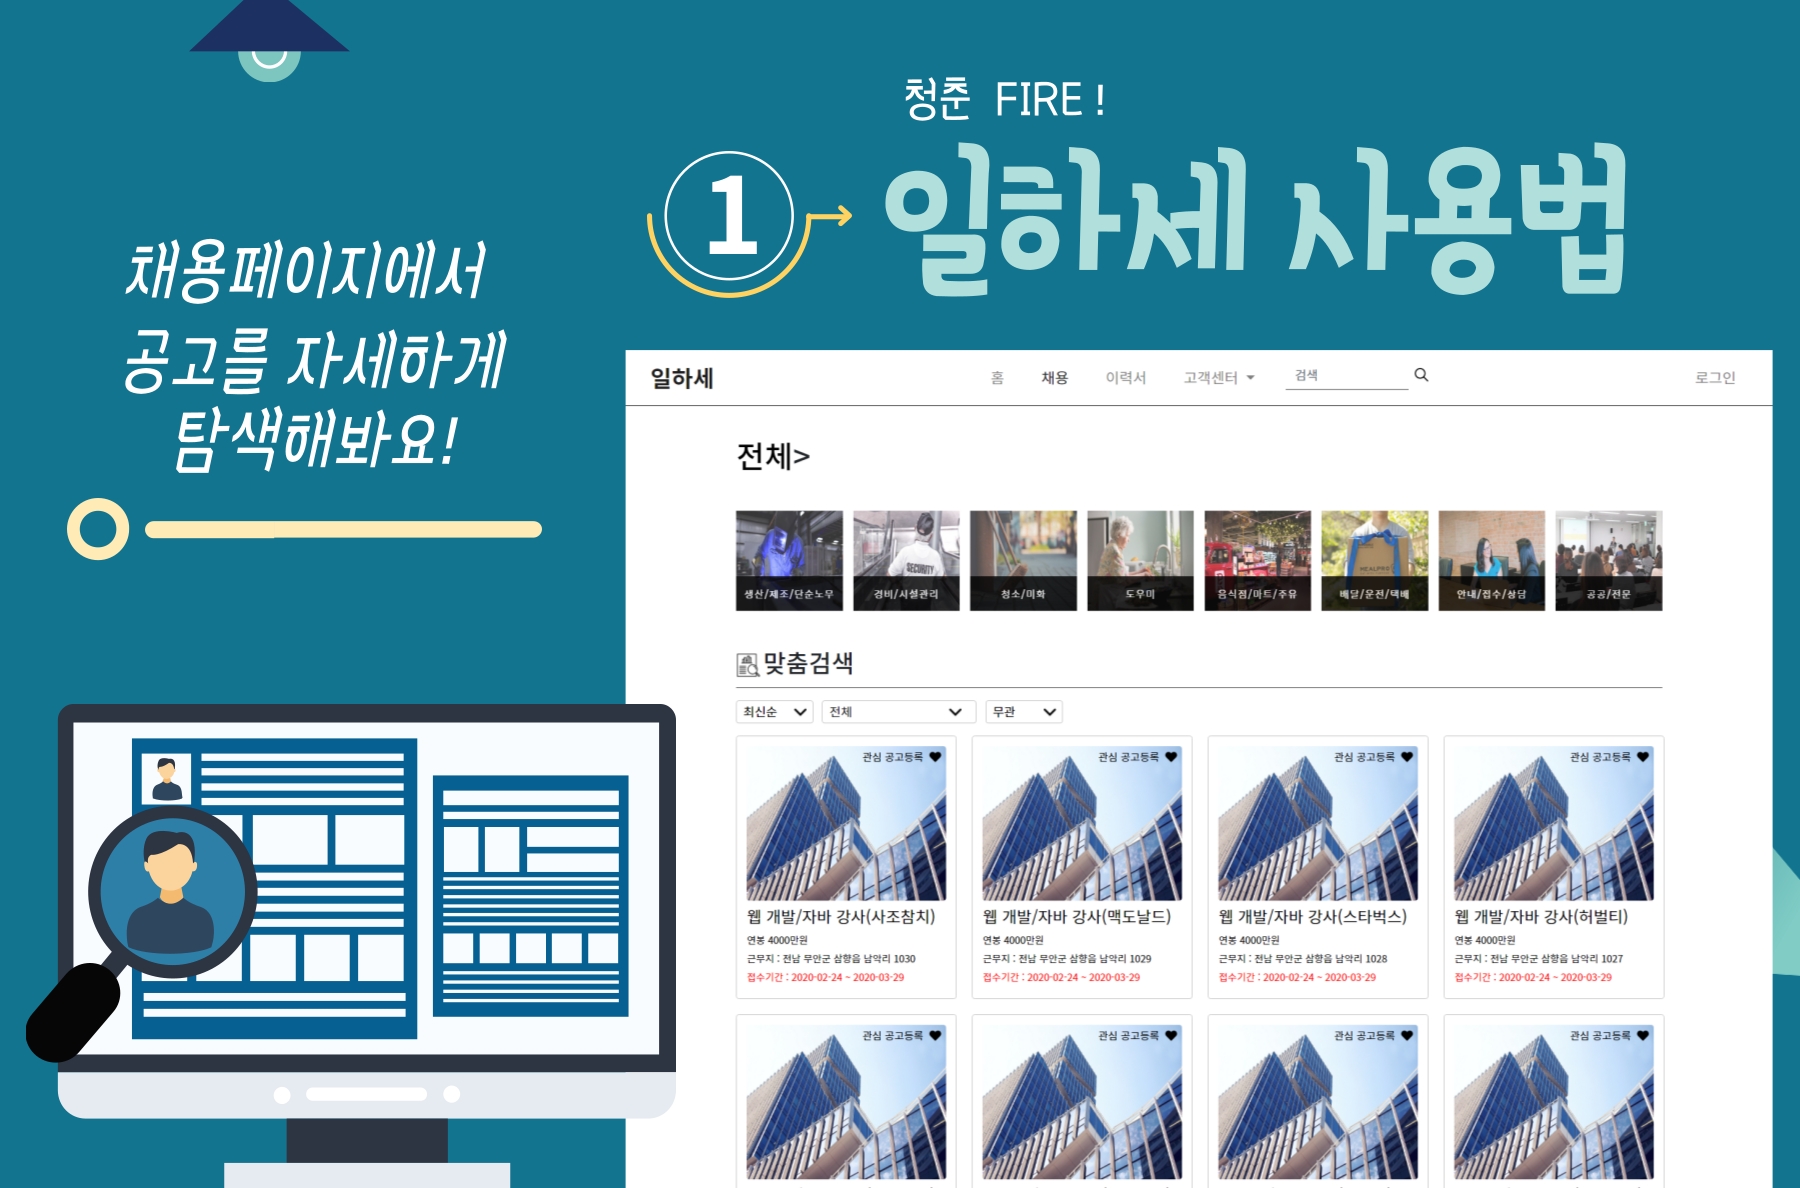 청춘 FIRE !
1
일하세 사용법
채용페이지에서
공고를 자세하게
탐색해봐요!
일하세
홈 채용 이력서 고객센터 검색 로그인
전체>
SECURITY
MEALPRO
생산/제조/단순노무 경비/시설관리 청소/미화 도우미 음식점/마트/주유 배달/운전/택배 안내/접수/상담 공공/전문
맞춤검색
최신순 전체 무관
관심 공고등록 관심 공고등록 관심 공고등록 관심 공고등록
웹 개발/자바 강사(사조참치) 웹 개발/자바 강사(맥도날드) 웹 개발/자바 강사(스타벅스) 웹 개발/자바 강사(허벌티)
연봉 4000만원 연봉 4000만원 연봉 4000만원 연봉 4000만원
근무지 : 전남 무안군 삼향읍 남악리 1030 근무지 : 전남 무안군 삼향읍 남악리 1029 근무지 : 전남 무안군 삼향읍 남악리 1028 근무지 : 전남 무안군 삼향읍 남악리 1027
접수기간 : 2020-02-24 ~ 2020-03-29 접수기간 : 2020-02-24 ~ 2020-03-29 접수기간 : 2020-02-24 ~ 2020-03-29 접수기간 : 2020-02-24 ~ 2020-03-29
관심 공고등록 관심 공고등록 관심 공고등록 관심 공고등록